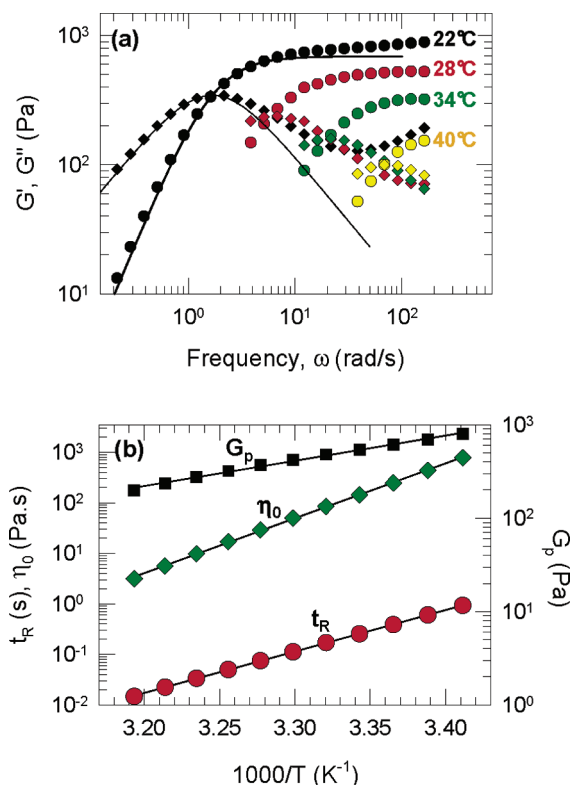 (a)
22°C
28°C
34°C
40°C
10³
10²
10¹
G', G" (Pa)
10⁰ 10¹ 10²
Frequency, ω (rad/s)
(b)
Gₚ
η₀
t_R
10³
10²
10¹
10⁰
10⁻¹
10⁻²
t_R (s), η₀ (Pa.s)
10³
10²
10¹
10⁰
Gₚ (Pa)
3.20 3.25 3.30 3.35 3.40
1000/T (K⁻¹)